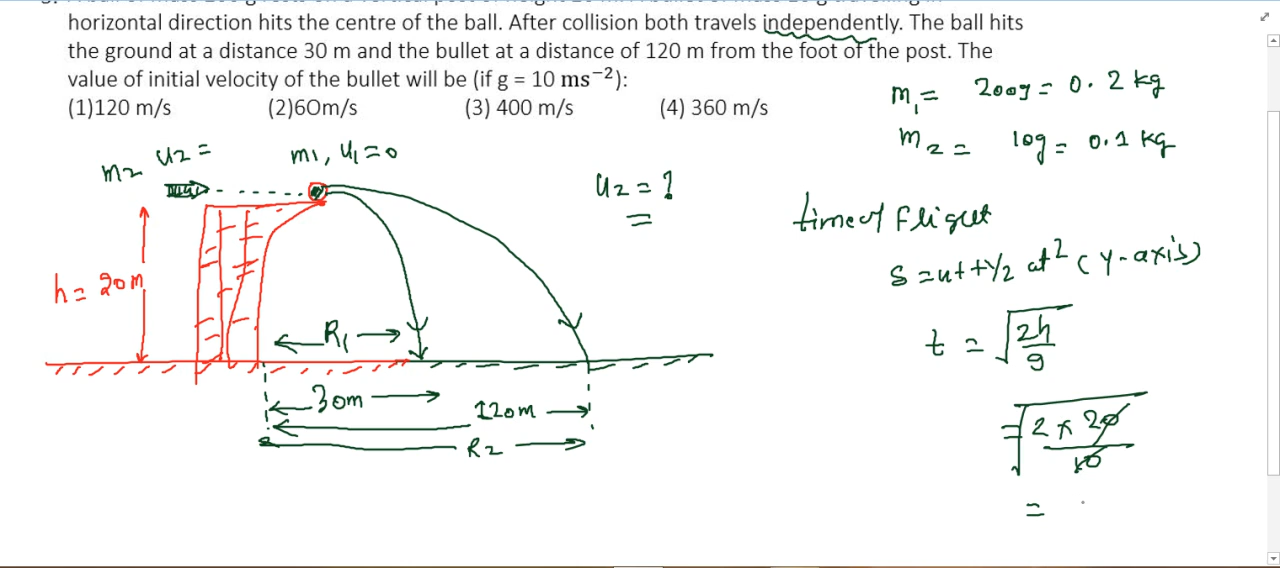 horizontal direction hits the centre of the ball. After collision both travels independently. The ball hits
the ground at a distance 30 m and the bullet at a distance of 120 m from the foot of the post. The
value of initial velocity of the bullet will be (if g = 10 ms⁻²):
(1)120 m/s (2)6Om/s (3) 400 m/s (4) 360 m/s
m₁= 200g = 0.2 kg
m₂= 10g = 0.1 kg
m₂ u₂ =
m1, u₁=0
u₂ = ?
time of flight
s = ut + 1/2 at² (y-axis)
h = 20m
t = √(2h/g)
R₁
30m
120m
R₂
= √(2 × 20/10)
=